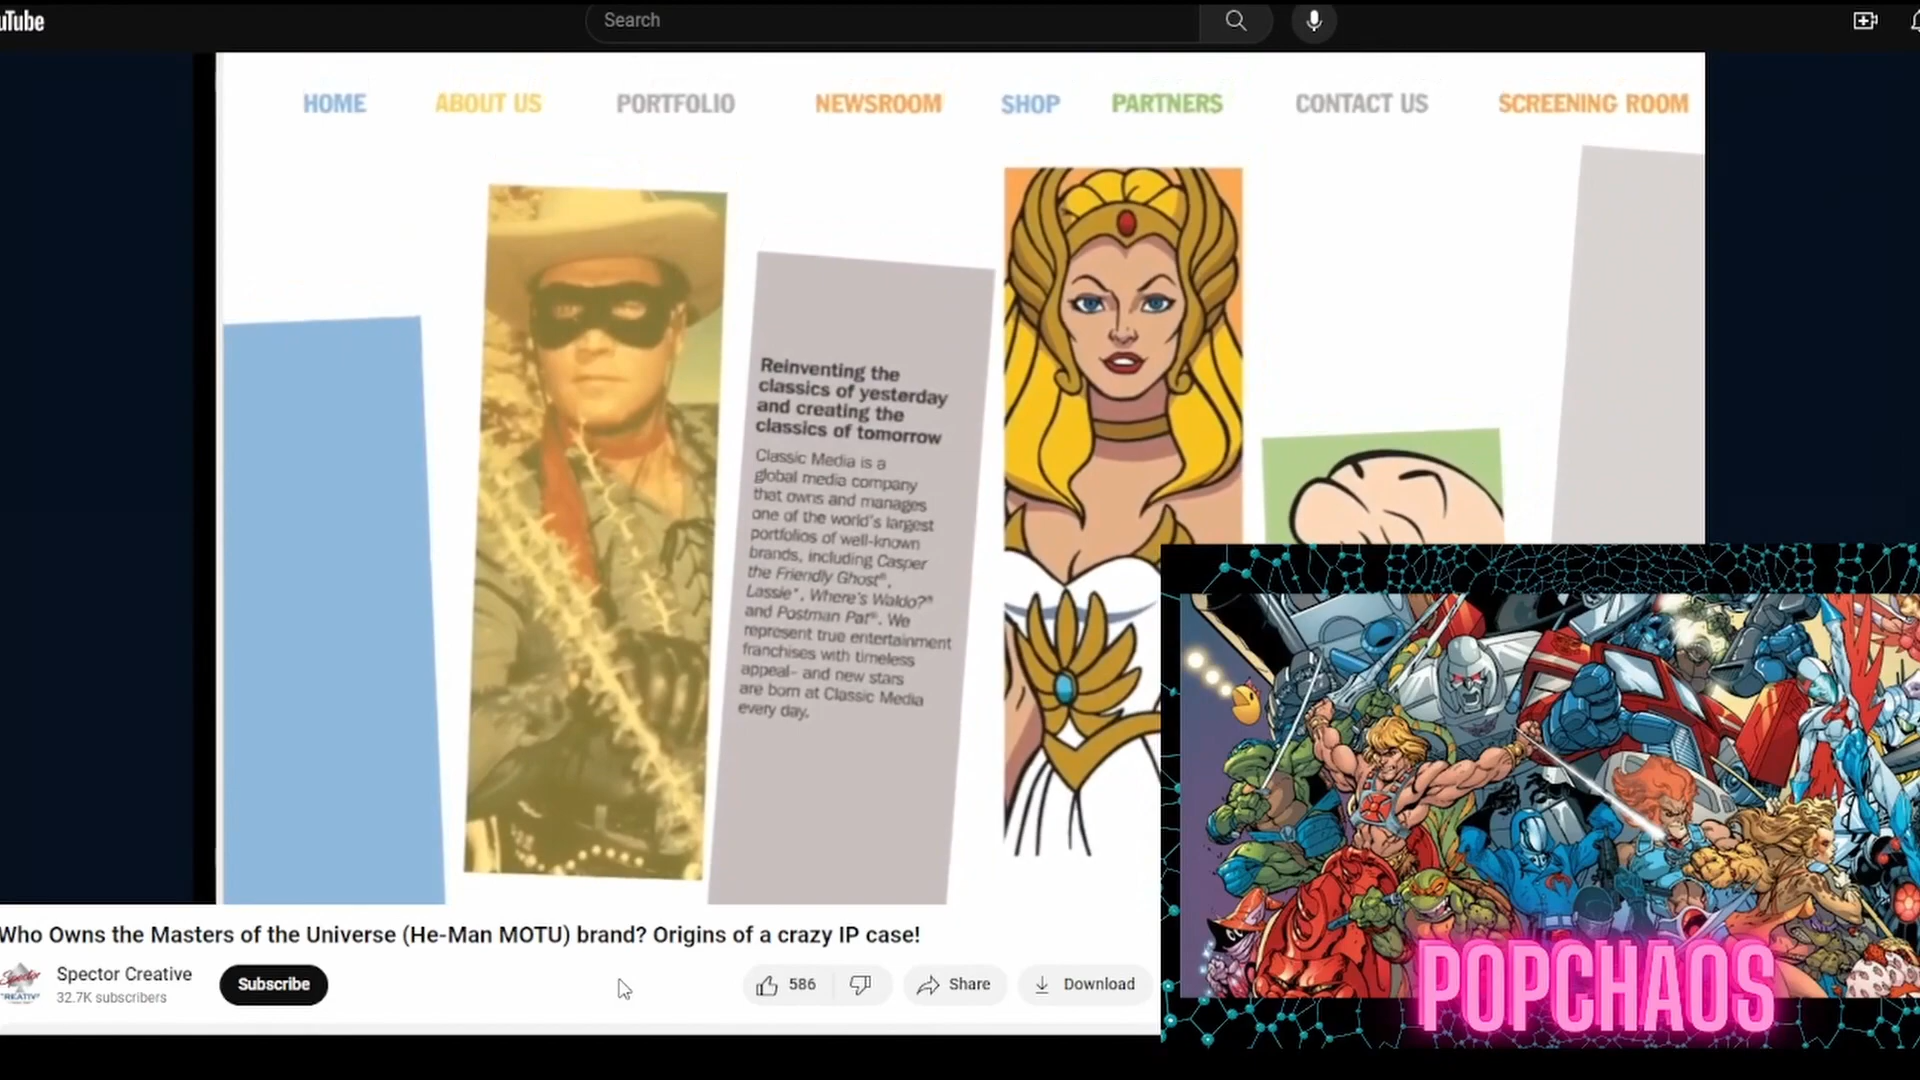 uTube
Search
HOME ABOUT US PORTFOLIO NEWSROOM SHOP PARTNERS CONTACT US SCREENING ROOM
Reinventing the
classics of yesterday
and creating the
classics of tomorrow
Classic Media is a
global media company
that owns and manages
one of the world's largest
portfolios of well-known
brands, including Casper
the Friendly Ghost®,
Lassie®, Where's Waldo?®
and Postman Pat®. We
represent true entertainment
franchises with timeless
appeal- and new stars
are born at Classic Media
every day.
Who Owns the Masters of the Universe (He-Man MOTU) brand? Origins of a crazy IP case!
Spector Creative
32.7K subscribers
Subscribe
586
Share
Download
POPCHAOS